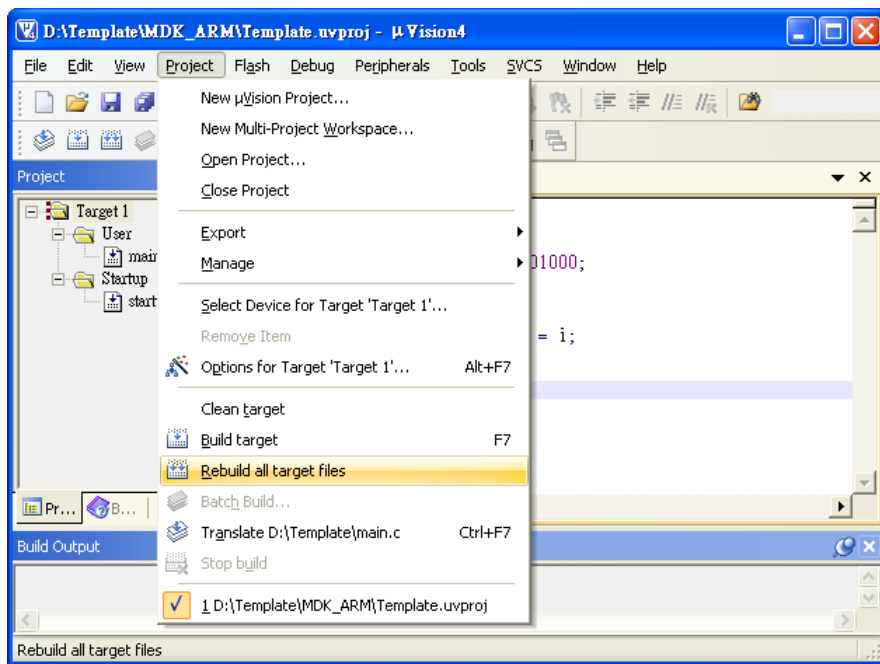 D:\Template\MDK_ARM\Template.uvproj - µVision4
File Edit View Project Flash Debug Peripherals Tools SVCS Window Help
New µVision Project...
New Multi-Project Workspace...
Open Project...
Close Project
Export
Manage
Select Device for Target 'Target 1'...
Remove Item
Options for Target 'Target 1'... Alt+F7
Clean target
Build target F7
Rebuild all target files
Batch Build...
Translate D:\Template\main.c Ctrl+F7
Stop build
1 D:\Template\MDK_ARM\Template.uvproj
Project
Target 1
User
main
Startup
start
01000;
= i;
Pr... B...
Build Output
Rebuild all target files